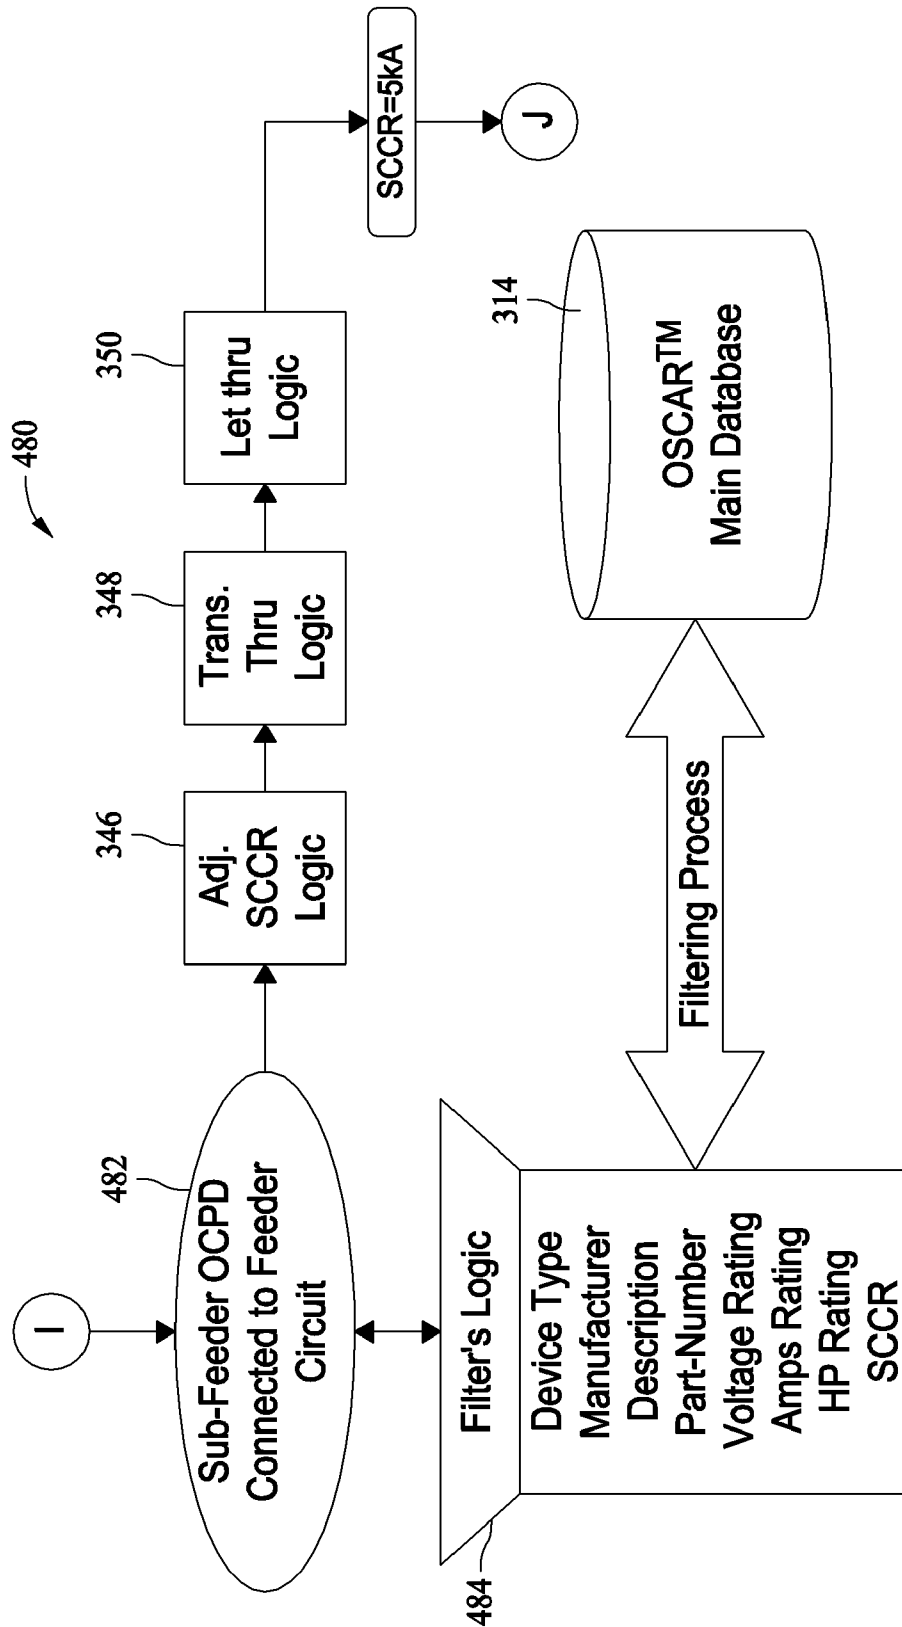 480
I
482
Sub-Feeder OCPD
Connected to Feeder
Circuit
346
Adj.
SCCR
Logic
348
Trans.
Thru
Logic
350
Let thru
Logic
SCCR=5kA
J
484
Filter's Logic
Device Type
Manufacturer
Description
Part-Number
Voltage Rating
Amps Rating
HP Rating
SCCR
Filtering Process
314
OSCAR™
Main Database